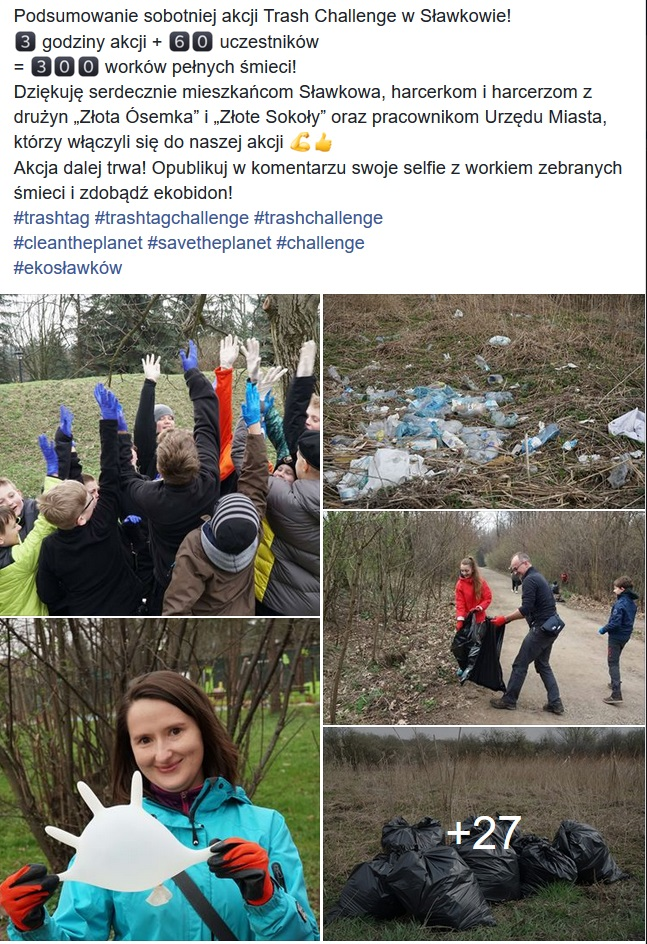 Podsumowanie sobotniej akcji Trash Challenge w Sławkowie!
3 godziny akcji + 60 uczestników
= 300 worków pełnych śmieci!
Dziękuję serdecznie mieszkańcom Sławkowa, harcerkom i harcerzom z
drużyn „Złota Ósemka” i „Złote Sokoły” oraz pracownikom Urzędu Miasta,
którzy włączyli się do naszej akcji 💪👍
Akcja dalej trwa! Opublikuj w komentarzu swoje selfie z workiem zebranych
śmieci i zdobądź ekobidon!
#trashtag #trashtagchallenge #trashchallenge
#cleantheplanet #savetheplanet #challenge
#ekosławków
+27